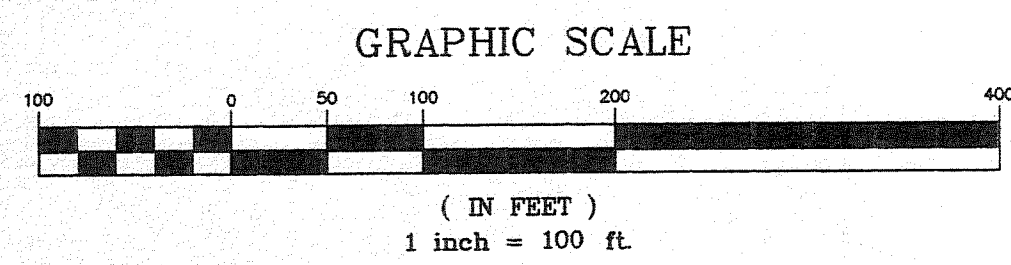 GRAPHIC SCALE
100 0 50 100 200 400
( IN FEET )
1 inch = 100 ft.